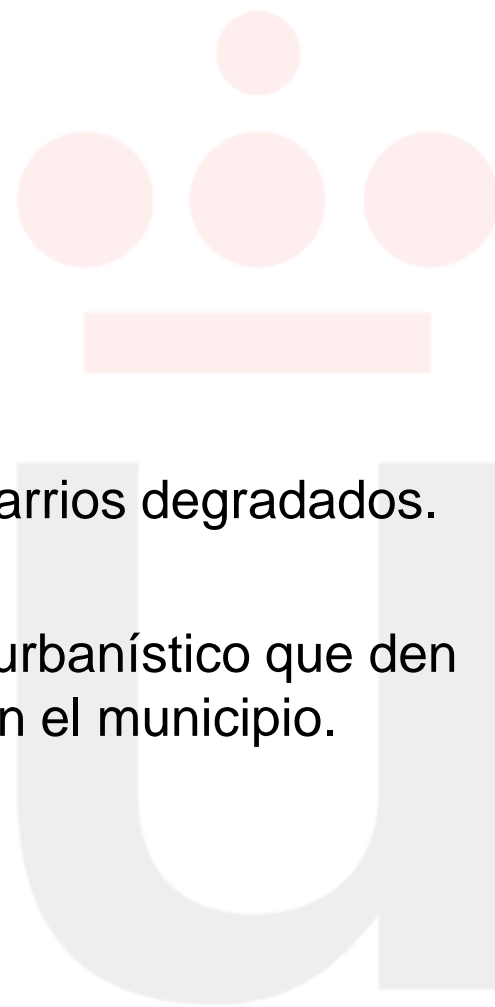 arrios degradados.
urbanístico que den
n el municipio.
u